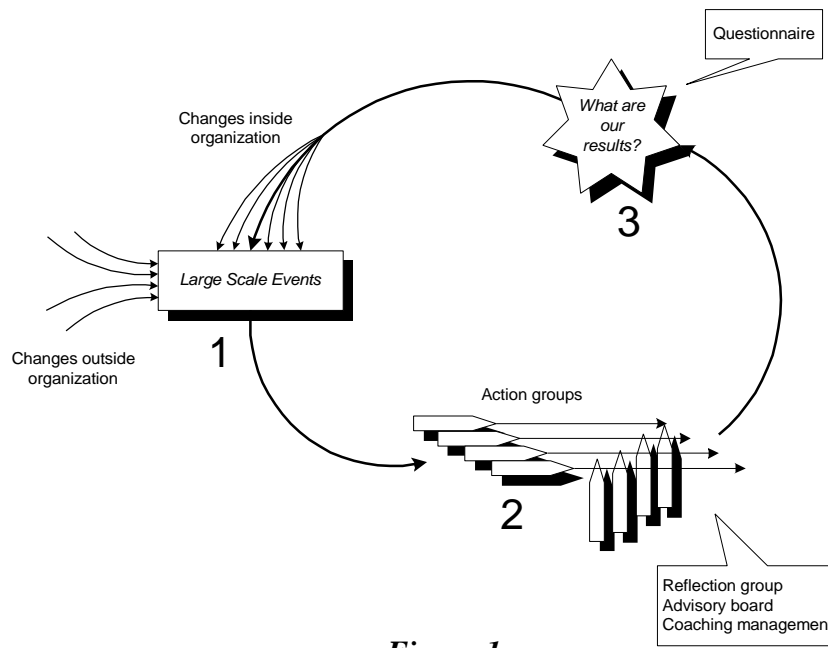 Questionnaire
What are
our
results?
3
Changes inside
organization
Large Scale Events
1
Changes outside
organization
Action groups
2
Reflection group
Advisory board
Coaching managemen